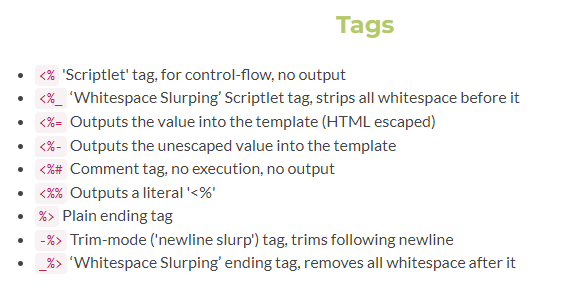 Tags
<% 'Scriptlet' tag, for control-flow, no output
<%_ ‘Whitespace Slurping’ Scriptlet tag, strips all whitespace before it
<%= Outputs the value into the template (HTML escaped)
<%- Outputs the unescaped value into the template
<%# Comment tag, no execution, no output
<%% Outputs a literal '<%'
%> Plain ending tag
-%> Trim-mode ('newline slurp') tag, trims following newline
_%> ‘Whitespace Slurping’ ending tag, removes all whitespace after it